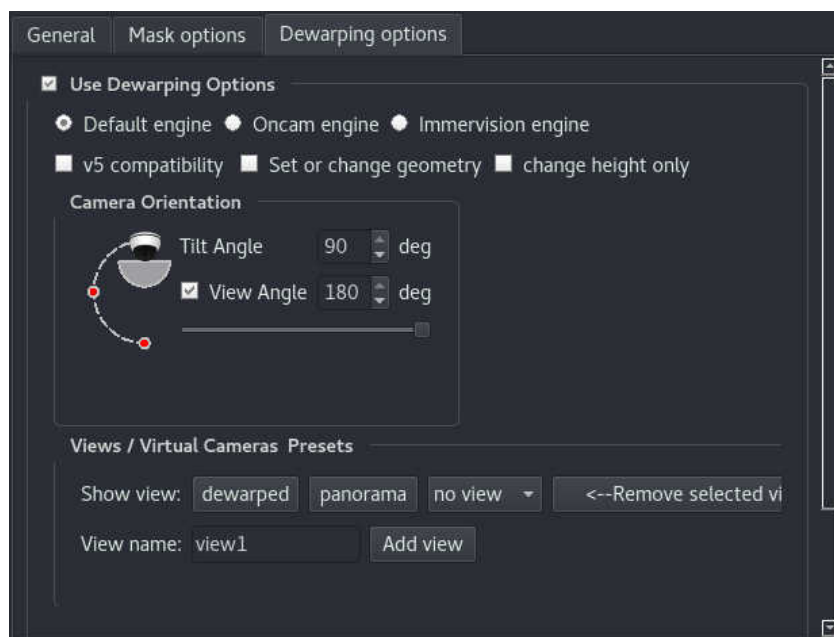 General Mask options Dewarping options
Use Dewarping Options
Default engine Oncam engine Immervision engine
v5 compatibility Set or change geometry change height only
Camera Orientation
Tilt Angle 90 deg
View Angle 180 deg
Views / Virtual Cameras Presets
Show view: dewarped panorama no view <--Remove selected vi
View name: view1 Add view